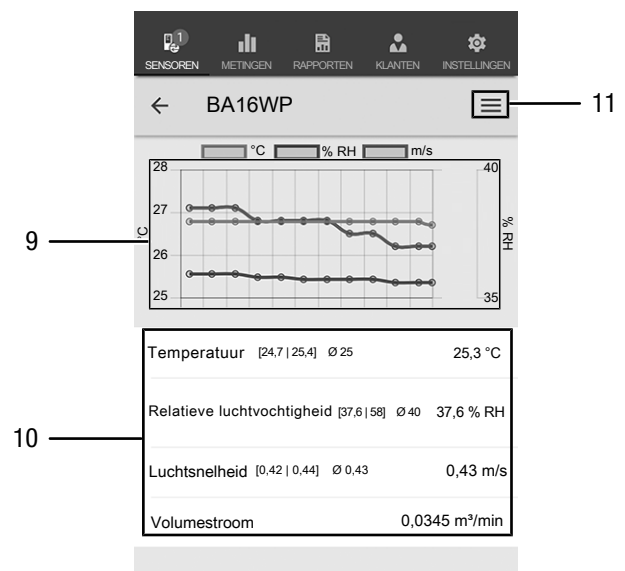 1
SENSOREN METINGEN RAPPORTEN KLANTEN INSTELLINGEN
← BA16WP
11
°C % RH m/s
28 40
27
26
25 35
°C
% RH
9
Temperatuur [24,7 | 25,4] Ø 25 25,3 °C
Relatieve luchtvochtigheid [37,6 | 58] Ø 40 37,6 % RH
10
Luchtsnelheid [0,42 | 0,44] Ø 0,43 0,43 m/s
Volumestroom 0,0345 m³/min